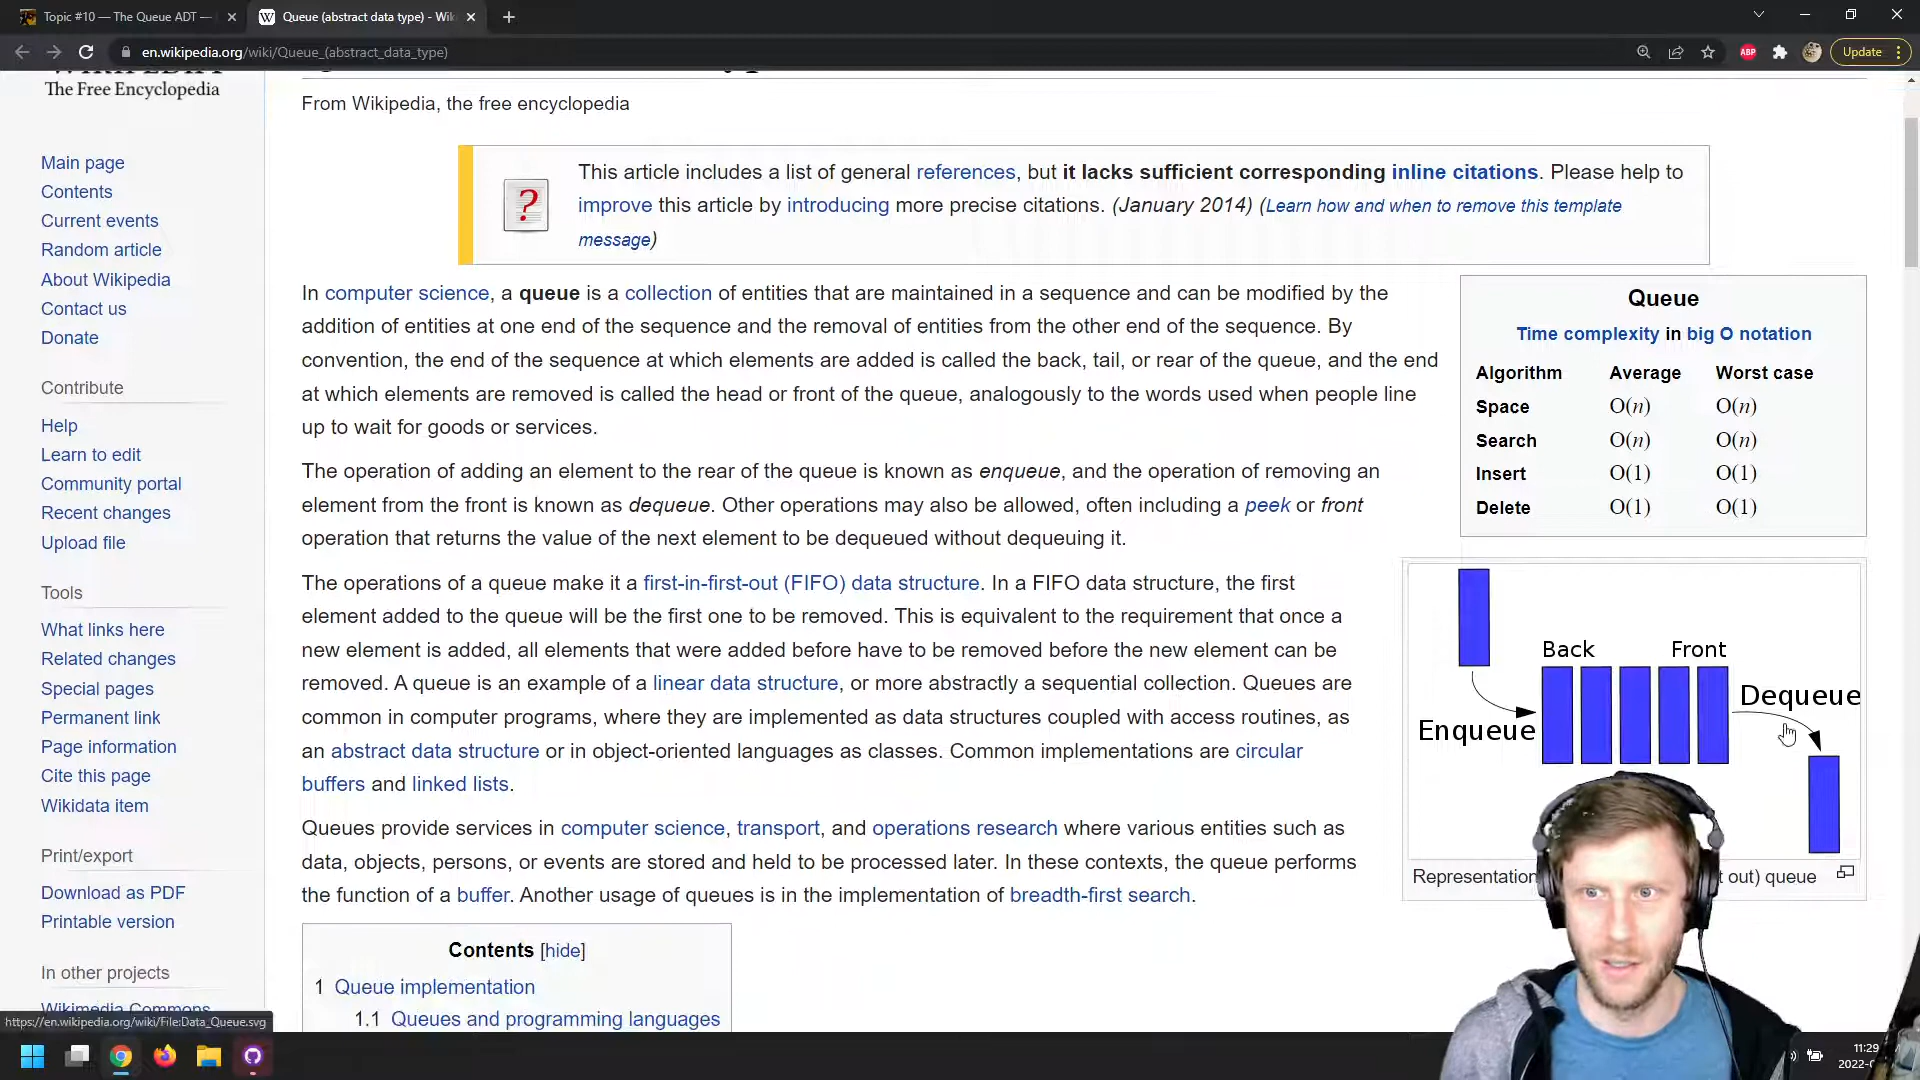 Topic #10 — The Queue ADT —
Queue (abstract data type) - Wik
en.wikipedia.org/wiki/Queue_(abstract_data_type)
ABP
Update
The Free Encyclopedia
Main page
Contents
Current events
Random article
About Wikipedia
Contact us
Donate
Contribute
Help
Learn to edit
Community portal
Recent changes
Upload file
Tools
What links here
Related changes
Special pages
Permanent link
Page information
Cite this page
Wikidata item
Print/export
Download as PDF
Printable version
In other projects
Wikimedia Commons
From Wikipedia, the free encyclopedia
This article includes a list of general references, but it lacks sufficient corresponding inline citations. Please help to
improve this article by introducing more precise citations. (January 2014) (Learn how and when to remove this template
message)
In computer science, a queue is a collection of entities that are maintained in a sequence and can be modified by the
addition of entities at one end of the sequence and the removal of entities from the other end of the sequence. By
convention, the end of the sequence at which elements are added is called the back, tail, or rear of the queue, and the end
at which elements are removed is called the head or front of the queue, analogously to the words used when people line
up to wait for goods or services.
The operation of adding an element to the rear of the queue is known as enqueue, and the operation of removing an
element from the front is known as dequeue. Other operations may also be allowed, often including a peek or front
operation that returns the value of the next element to be dequeued without dequeuing it.
The operations of a queue make it a first-in-first-out (FIFO) data structure. In a FIFO data structure, the first
element added to the queue will be the first one to be removed. This is equivalent to the requirement that once a
new element is added, all elements that were added before have to be removed before the new element can be
removed. A queue is an example of a linear data structure, or more abstractly a sequential collection. Queues are
common in computer programs, where they are implemented as data structures coupled with access routines, as
an abstract data structure or in object-oriented languages as classes. Common implementations are circular
buffers and linked lists.
Queues provide services in computer science, transport, and operations research where various entities such as
data, objects, persons, or events are stored and held to be processed later. In these contexts, the queue performs
the function of a buffer. Another usage of queues is in the implementation of breadth-first search.
Contents [hide]
1 Queue implementation
1.1 Queues and programming languages
Queue
Time complexity in big O notation
Algorithm Average Worst case
Space O(n) O(n)
Search O(n) O(n)
Insert O(1) O(1)
Delete O(1) O(1)
Back Front
Dequeue
Enqueue
Representation
t out) queue
https://en.wikipedia.org/wiki/File:Data_Queue.svg
11:29
2022-